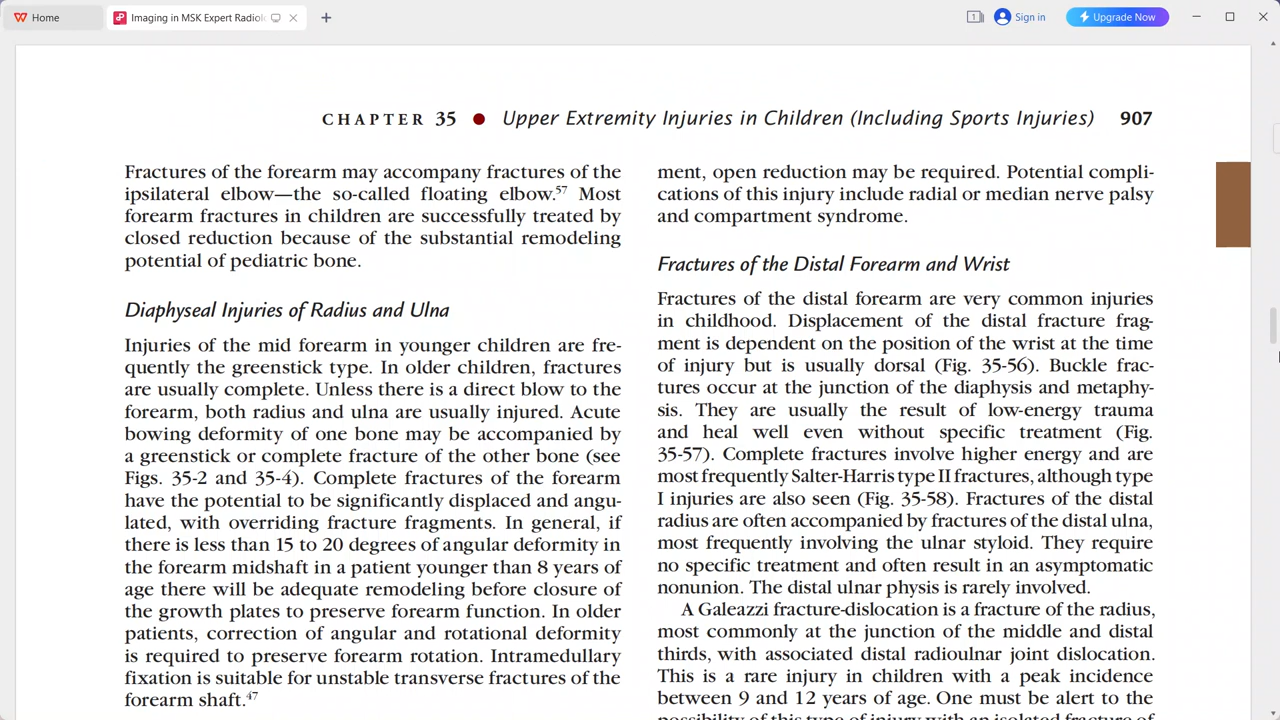 Home
Imaging in MSK Expert Radiol
Sign in
Upgrade Now
CHAPTER 35 ● Upper Extremity Injuries in Children (Including Sports Injuries) 907
Fractures of the forearm may accompany fractures of the
ipsilateral elbow—the so-called floating elbow.57 Most
forearm fractures in children are successfully treated by
closed reduction because of the substantial remodeling
potential of pediatric bone.
Diaphyseal Injuries of Radius and Ulna
Injuries of the mid forearm in younger children are fre-
quently the greenstick type. In older children, fractures
are usually complete. Unless there is a direct blow to the
forearm, both radius and ulna are usually injured. Acute
bowing deformity of one bone may be accompanied by
a greenstick or complete fracture of the other bone (see
Figs. 35-2 and 35-4). Complete fractures of the forearm
have the potential to be significantly displaced and angu-
lated, with overriding fracture fragments. In general, if
there is less than 15 to 20 degrees of angular deformity in
the forearm midshaft in a patient younger than 8 years of
age there will be adequate remodeling before closure of
the growth plates to preserve forearm function. In older
patients, correction of angular and rotational deformity
is required to preserve forearm rotation. Intramedullary
fixation is suitable for unstable transverse fractures of the
forearm shaft.47
ment, open reduction may be required. Potential compli-
cations of this injury include radial or median nerve palsy
and compartment syndrome.
Fractures of the Distal Forearm and Wrist
Fractures of the distal forearm are very common injuries
in childhood. Displacement of the distal fracture frag-
ment is dependent on the position of the wrist at the time
of injury but is usually dorsal (Fig. 35-56). Buckle frac-
tures occur at the junction of the diaphysis and metaphy-
sis. They are usually the result of low-energy trauma
and heal well even without specific treatment (Fig.
35-57). Complete fractures involve higher energy and are
most frequently Salter-Harris type II fractures, although type
I injuries are also seen (Fig. 35-58). Fractures of the distal
radius are often accompanied by fractures of the distal ulna,
most frequently involving the ulnar styloid. They require
no specific treatment and often result in an asymptomatic
nonunion. The distal ulnar physis is rarely involved.
A Galeazzi fracture-dislocation is a fracture of the radius,
most commonly at the junction of the middle and distal
thirds, with associated distal radioulnar joint dislocation.
This is a rare injury in children with a peak incidence
between 9 and 12 years of age. One must be alert to the
possibility of this type of injury with an isolated fracture of